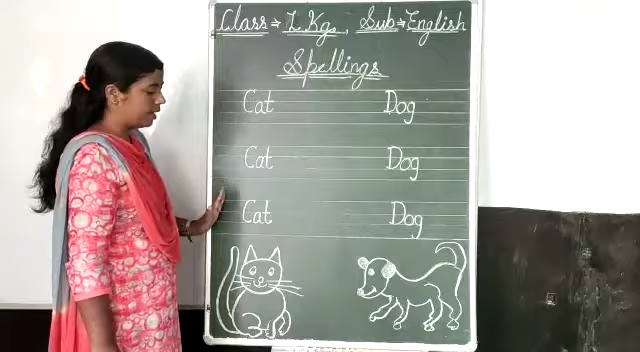 Class ⇒ L Kg, Sub ⇒ English
Spellings
Cat Dog
Cat Dog
Cat Dog